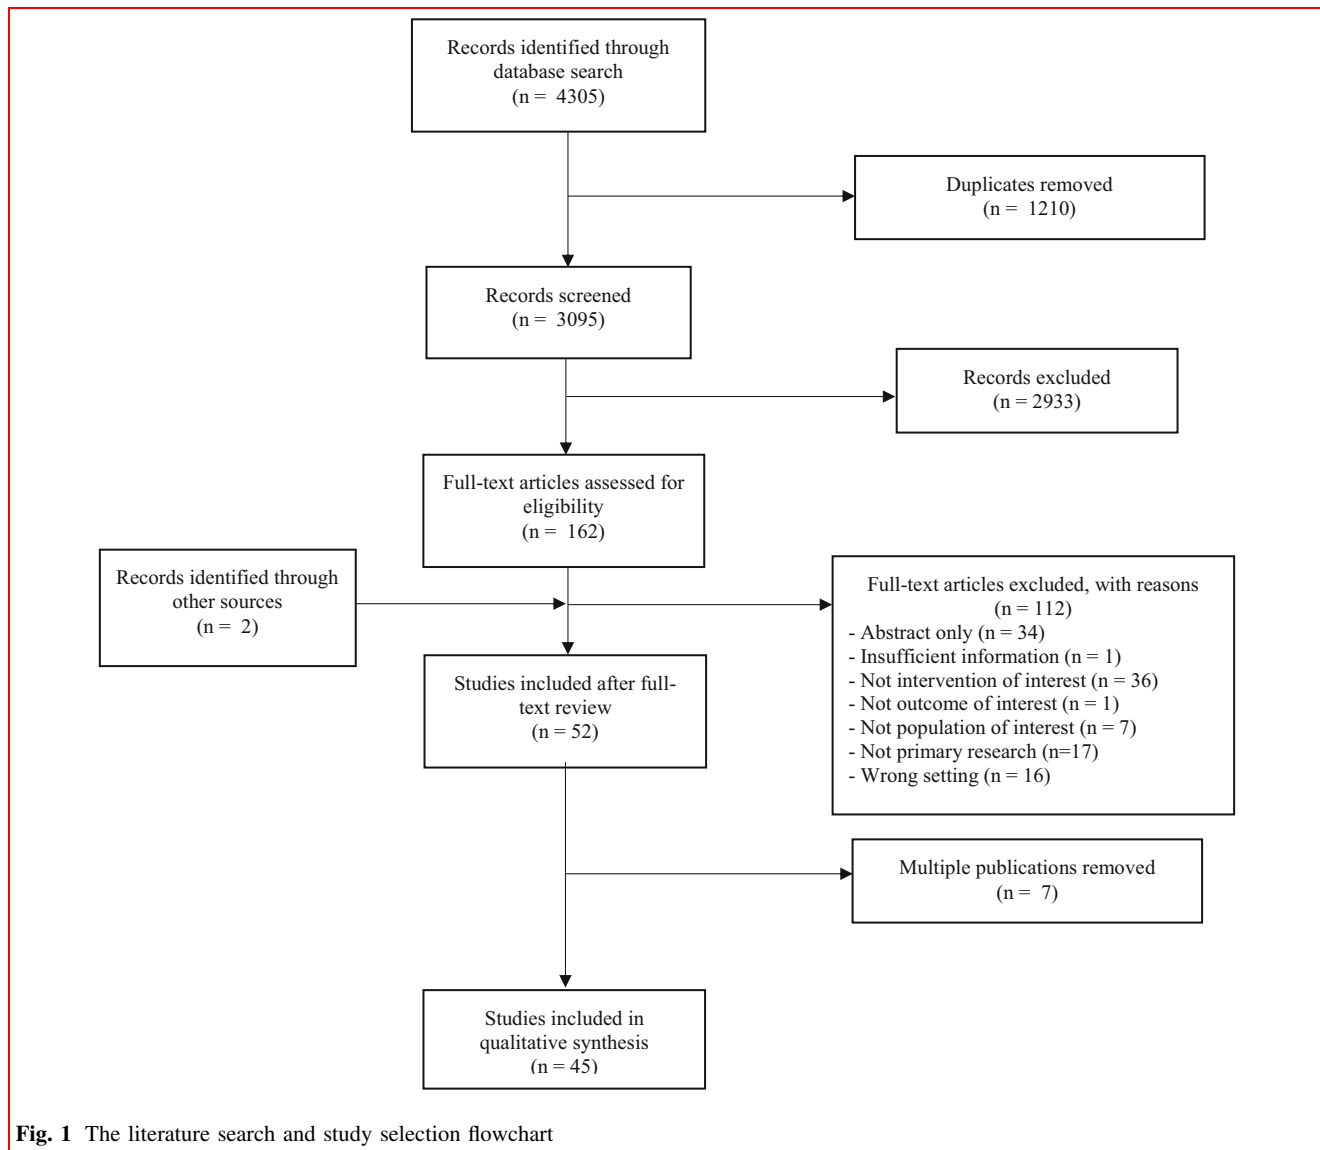 Records identified through
database search
(n = 4305)
Duplicates removed
(n = 1210)
Records screened
(n = 3095)
Records excluded
(n = 2933)
Full-text articles assessed for
eligibility
(n = 162)
Records identified through
other sources
(n = 2)
Full-text articles excluded, with reasons
(n = 112)
- Abstract only (n = 34)
- Insufficient information (n = 1)
- Not intervention of interest (n = 36)
- Not outcome of interest (n = 1)
- Not population of interest (n = 7)
- Not primary research (n=17)
- Wrong setting (n = 16)
Studies included after full-
text review
(n = 52)
Multiple publications removed
(n = 7)
Studies included in
qualitative synthesis
(n = 45)
Fig. 1 The literature search and study selection flowchart